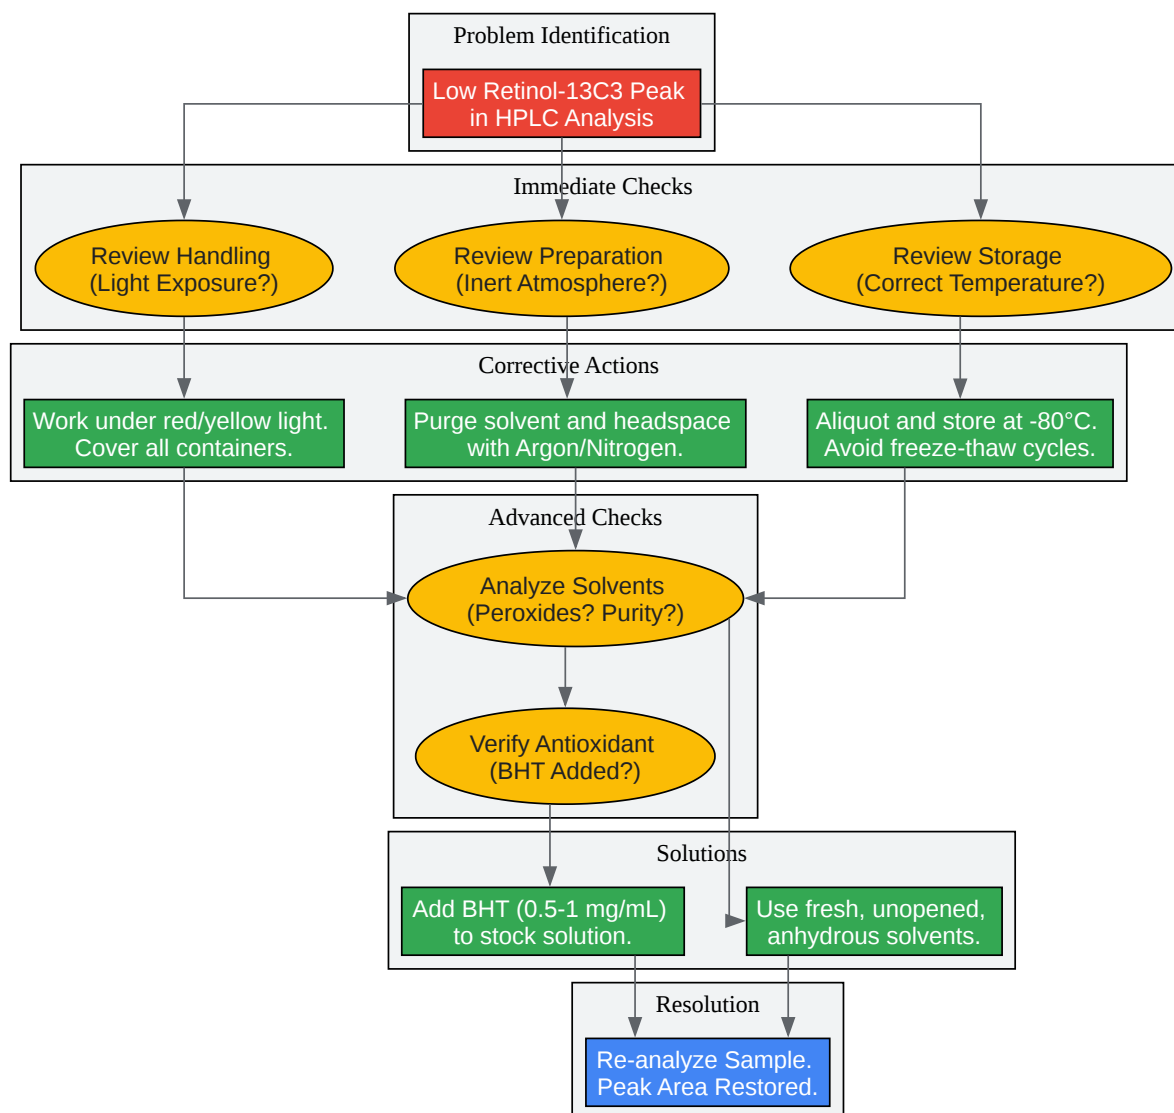 Problem Identification
Low Retinol-13C3 Peak
in HPLC Analysis
Immediate Checks
Review Handling
(Light Exposure?)
Review Preparation
(Inert Atmosphere?)
Review Storage
(Correct Temperature?)
Corrective Actions
Work under red/yellow light.
Cover all containers.
Purge solvent and headspace
with Argon/Nitrogen.
Aliquot and store at -80°C.
Avoid freeze-thaw cycles.
Advanced Checks
Analyze Solvents
(Peroxides? Purity?)
Verify Antioxidant
(BHT Added?)
Solutions
Add BHT (0.5-1 mg/mL)
to stock solution.
Use fresh, unopened,
anhydrous solvents.
Resolution
Re-analyze Sample.
Peak Area Restored.